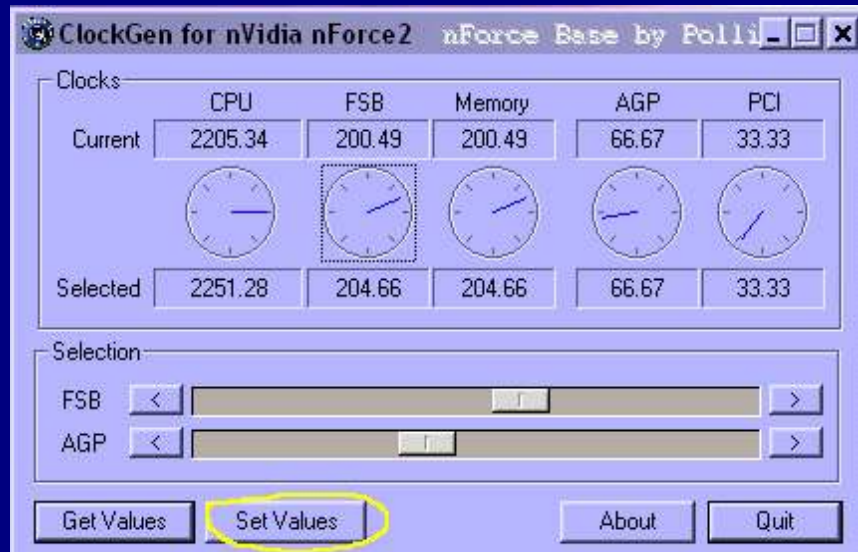 ClockGen for nVidia nForce2 nForce Base by Polli
Clocks
CPU FSB Memory AGP PCI
Current 2205.34 200.49 200.49 66.67 33.33
Selected 2251.28 204.66 204.66 66.67 33.33
Selection
FSB < >
AGP < >
Get Values Set Values About Quit